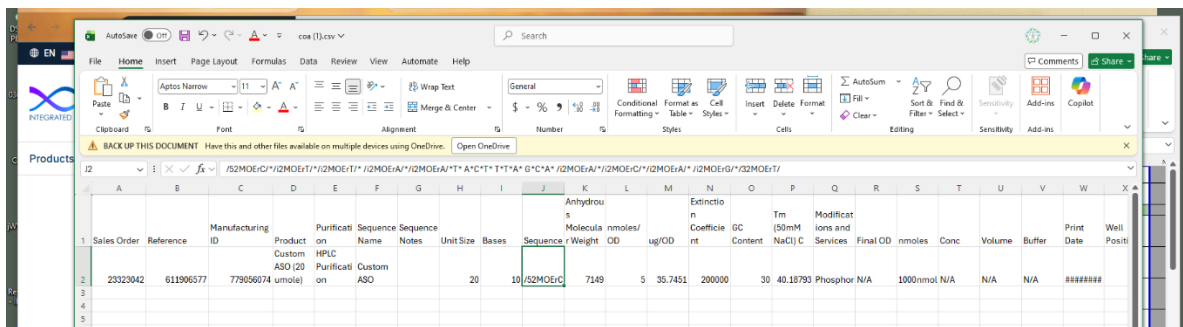 EN
AutoSave Off coa (1).csv Search
File Home Insert Page Layout Formulas Data Review View Automate Help Comments Share
Paste Aptos Narrow 11 A^ A˅ Wrap Text General Conditional Formatting Format as Table Cell Styles Insert Delete Format AutoSum Fill Clear Sort & Filter Find & Select Sensitivity Add-ins Copilot
B I U Merge & Center $ % 9
Clipboard Font Alignment Number Styles Cells Editing Sensitivity Add-ins
INTEGRATED
Products
BACK UP THIS DOCUMENT Have this and other files available on multiple devices using OneDrive. Open OneDrive
J2 fx /52MOErC/*/i2MOErT/*/i2MOErT/* /i2MOErA/*/i2MOErA/*T* A*C*T* T*T*A* G*C*A* /i2MOErA/*/i2MOErC/*/i2MOErA/* /i2MOErG/*/32MOErT/
A B C D E F G H I J K L M N O P Q R S T U V W X
1 Sales Order Reference Manufacturing ID Product Purification Sequence Name Sequence Notes Unit Size Bases Sequence Anhydrous Molecular Weight nmoles/OD ug/OD Extinction Coefficient GC Content Tm (50mM NaCl) C Modifications and Services Final OD nmoles Conc Volume Buffer Print Date Well Positi
2 23323042 611906577 779056074 Custom ASO (20 umole) HPLC Purification Custom ASO 20 10 /52MOErC 7149 5 35.7451 200000 30 40.18793 Phosphor N/A 1000nmol N/A N/A N/A ########
3
4
5